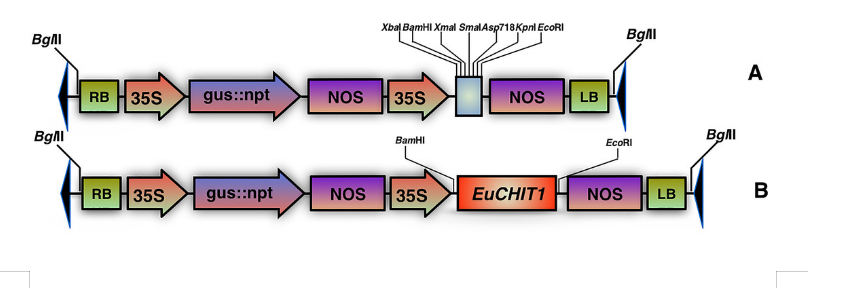 XbaI BamHI XmaI SmaI Asp718 KpnI EcoRI
BglII BglII
RB 35S gus::npt NOS 35S NOS LB A
BglII BamHI EcoRI BglII
RB 35S gus::npt NOS 35S EuCHIT1 NOS LB B